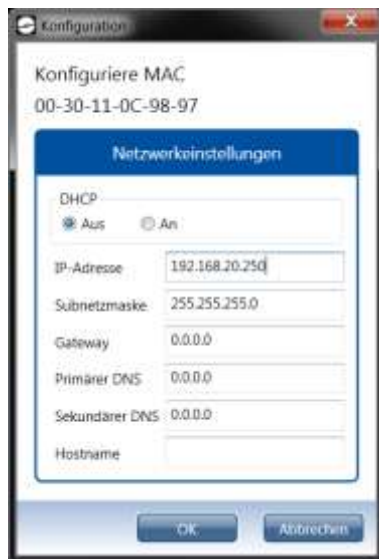 Konfiguration
Konfiguriere MAC
00-30-11-0C-98-97
Netzwerkeinstellungen
DHCP
Aus An
IP-Adresse 192.168.20.250
Subnetzmaske 255.255.255.0
Gateway 0.0.0.0
Primärer DNS 0.0.0.0
Sekundärer DNS 0.0.0.0
Hostname
OK Abbrechen